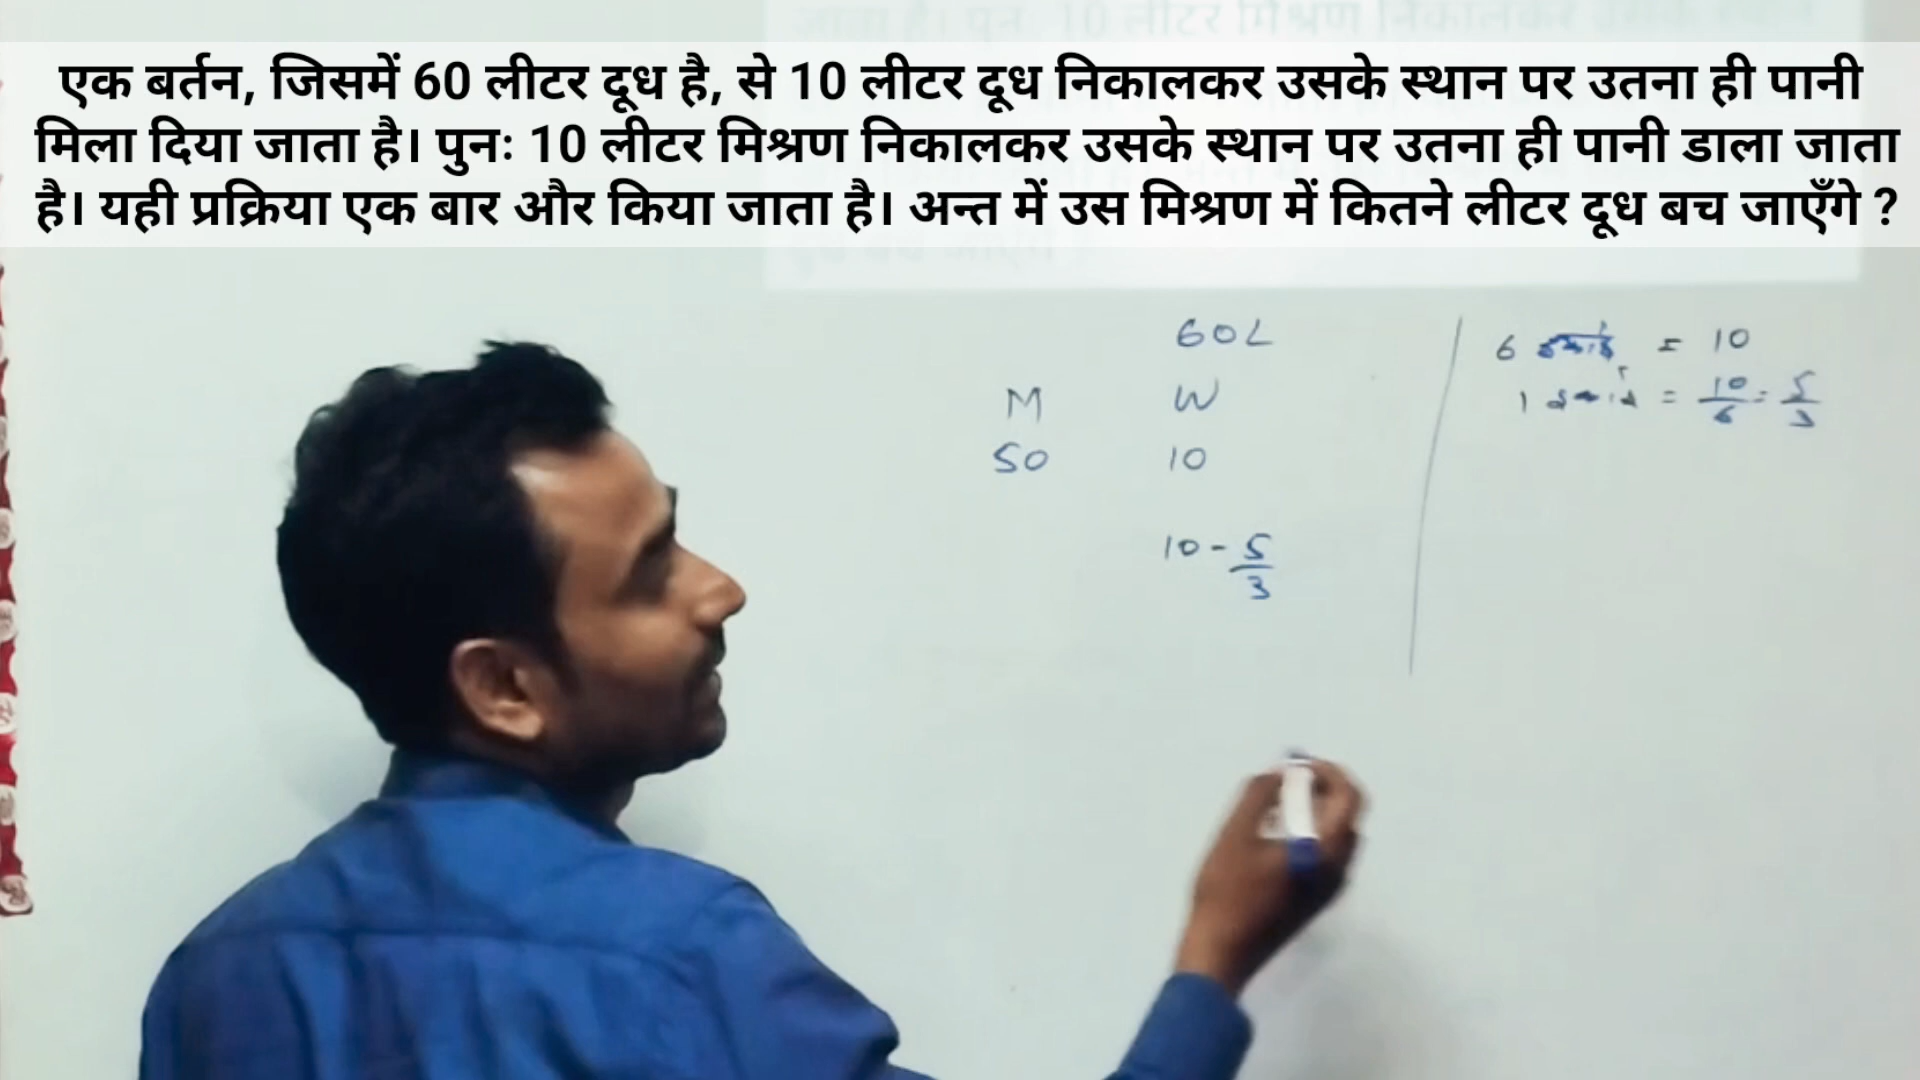 एक बर्तन, जिसमें 60 लीटर दूध है, से 10 लीटर दूध निकालकर उसके स्थान पर उतना ही पानी
मिला दिया जाता है। पुनः 10 लीटर मिश्रण निकालकर उसके स्थान पर उतना ही पानी डाला जाता
है। यही प्रक्रिया एक बार और किया जाता है। अन्त में उस मिश्रण में कितने लीटर दूध बच जाएँगे ?
60L
M W
50 10
10 - 5/3
6 = 10
1 = 10/6 = 5/3